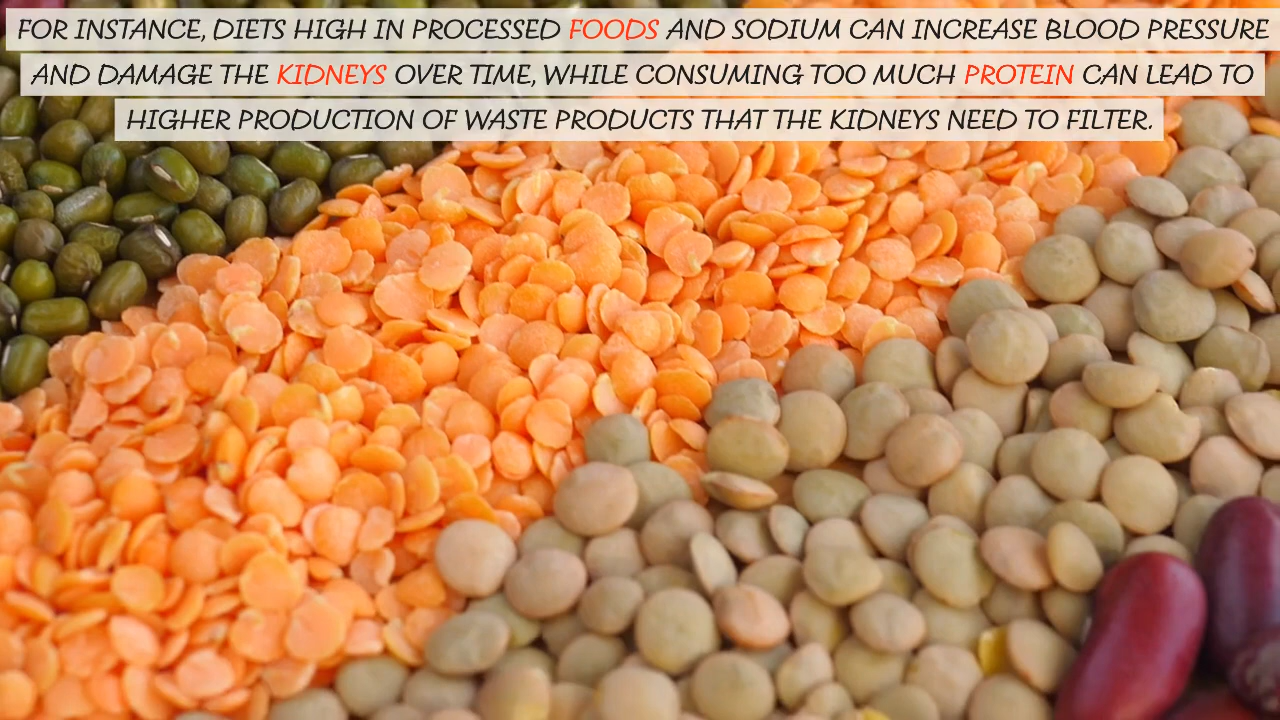 FOR INSTANCE, DIETS HIGH IN PROCESSED FOODS AND SODIUM CAN INCREASE BLOOD PRESSURE
AND DAMAGE THE KIDNEYS OVER TIME, WHILE CONSUMING TOO MUCH PROTEIN CAN LEAD TO
HIGHER PRODUCTION OF WASTE PRODUCTS THAT THE KIDNEYS NEED TO FILTER.